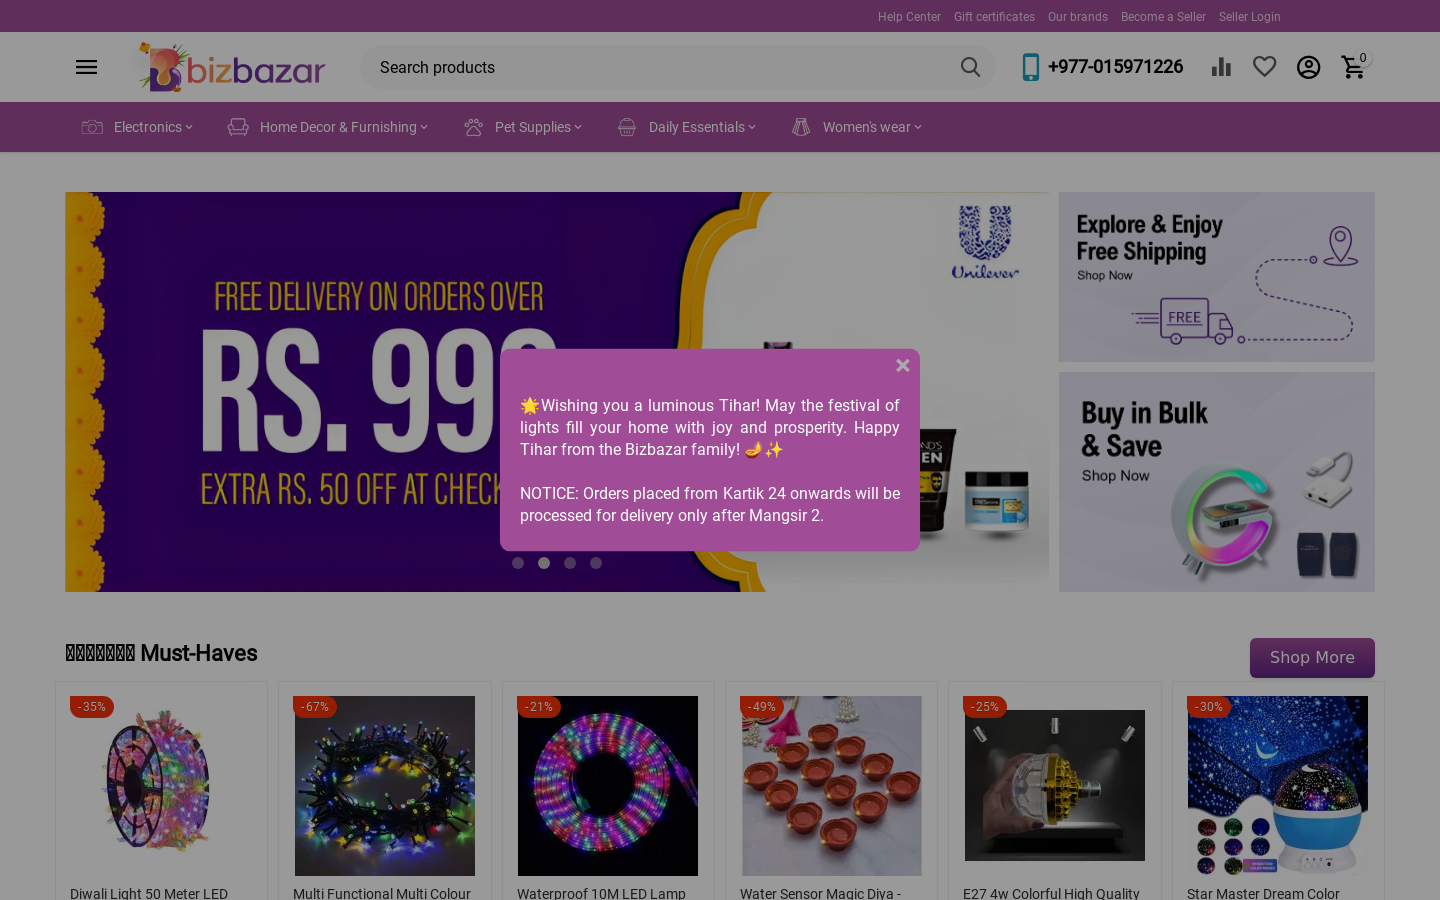 Help Center Gift certificates Our brands Become a Seller Seller Login
bizbazar
Search products
+977-015971226
0
Electronics
Home Decor & Furnishing
Pet Supplies
Daily Essentials
Women's wear
FREE DELIVERY ON ORDERS OVER
RS. 999
EXTRA RS. 50 OFF AT
Unilever
Explore & Enjoy
Free Shipping
Shop Now
FREE
Buy in Bulk
& Save
Shop Now
🌟Wishing you a luminous Tihar! May the festival of
lights fill your home with joy and prosperity. Happy
Tihar from the Bizbazar family! 🪔✨
NOTICE: Orders placed from Kartik 24 onwards will be
processed for delivery only after Mangsir 2.
Must-Haves
Shop More
-35%
-67%
-21%
-49%
-25%
-30%
Diwali Light 50 Meter LED
Multi Functional Multi Colour
Waterproof 10M LED Lamp
Water Sensor Magic Diya -
E27 4w Colorful High Quality
Star Master Dream Color